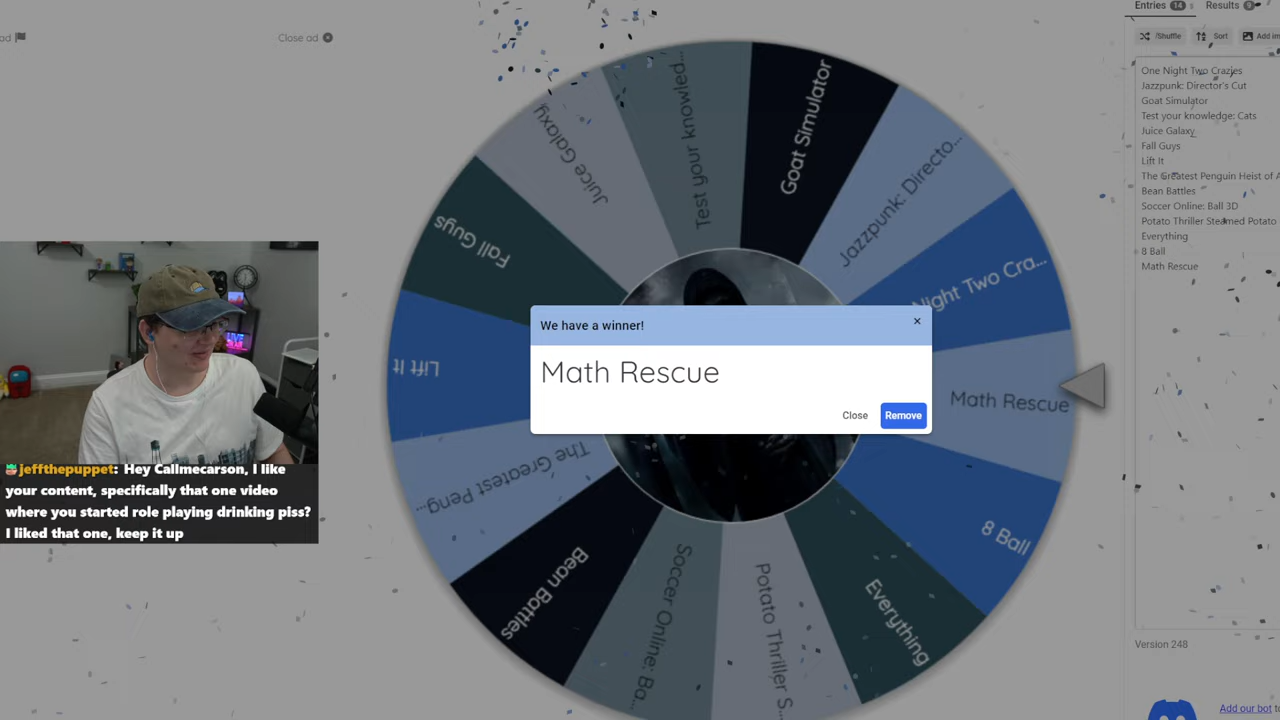 ad
Close ad
Entries 14
Results 0
Shuffle
Sort
Add im
One Night Two Crazies
Jazzpunk: Director's Cut
Goat Simulator
Test your knowledge: Cats
Juice Galaxy
Fall Guys
Lift It
The Greatest Penguin Heist of A
Bean Battles
Soccer Online: Ball 3D
Potato Thriller Steamed Potato
Everything
8 Ball
Math Rescue
Test your knowled...
Goat Simulator
Juice Galaxy
Jazzpunk: Directo...
Fall Guys
Night Two Cra...
Lift It
Math Rescue
The Greatest Peng...
8 Ball
Bean Battles
Soccer Online: Ba...
Potato Thriller S...
Everything
We have a winner!
×
Math Rescue
Close
Remove
jeffthepuppet: Hey Callmecarson, I like
your content, specifically that one video
where you started role playing drinking piss?
I liked that one, keep it up
Version 248
Add our bot to